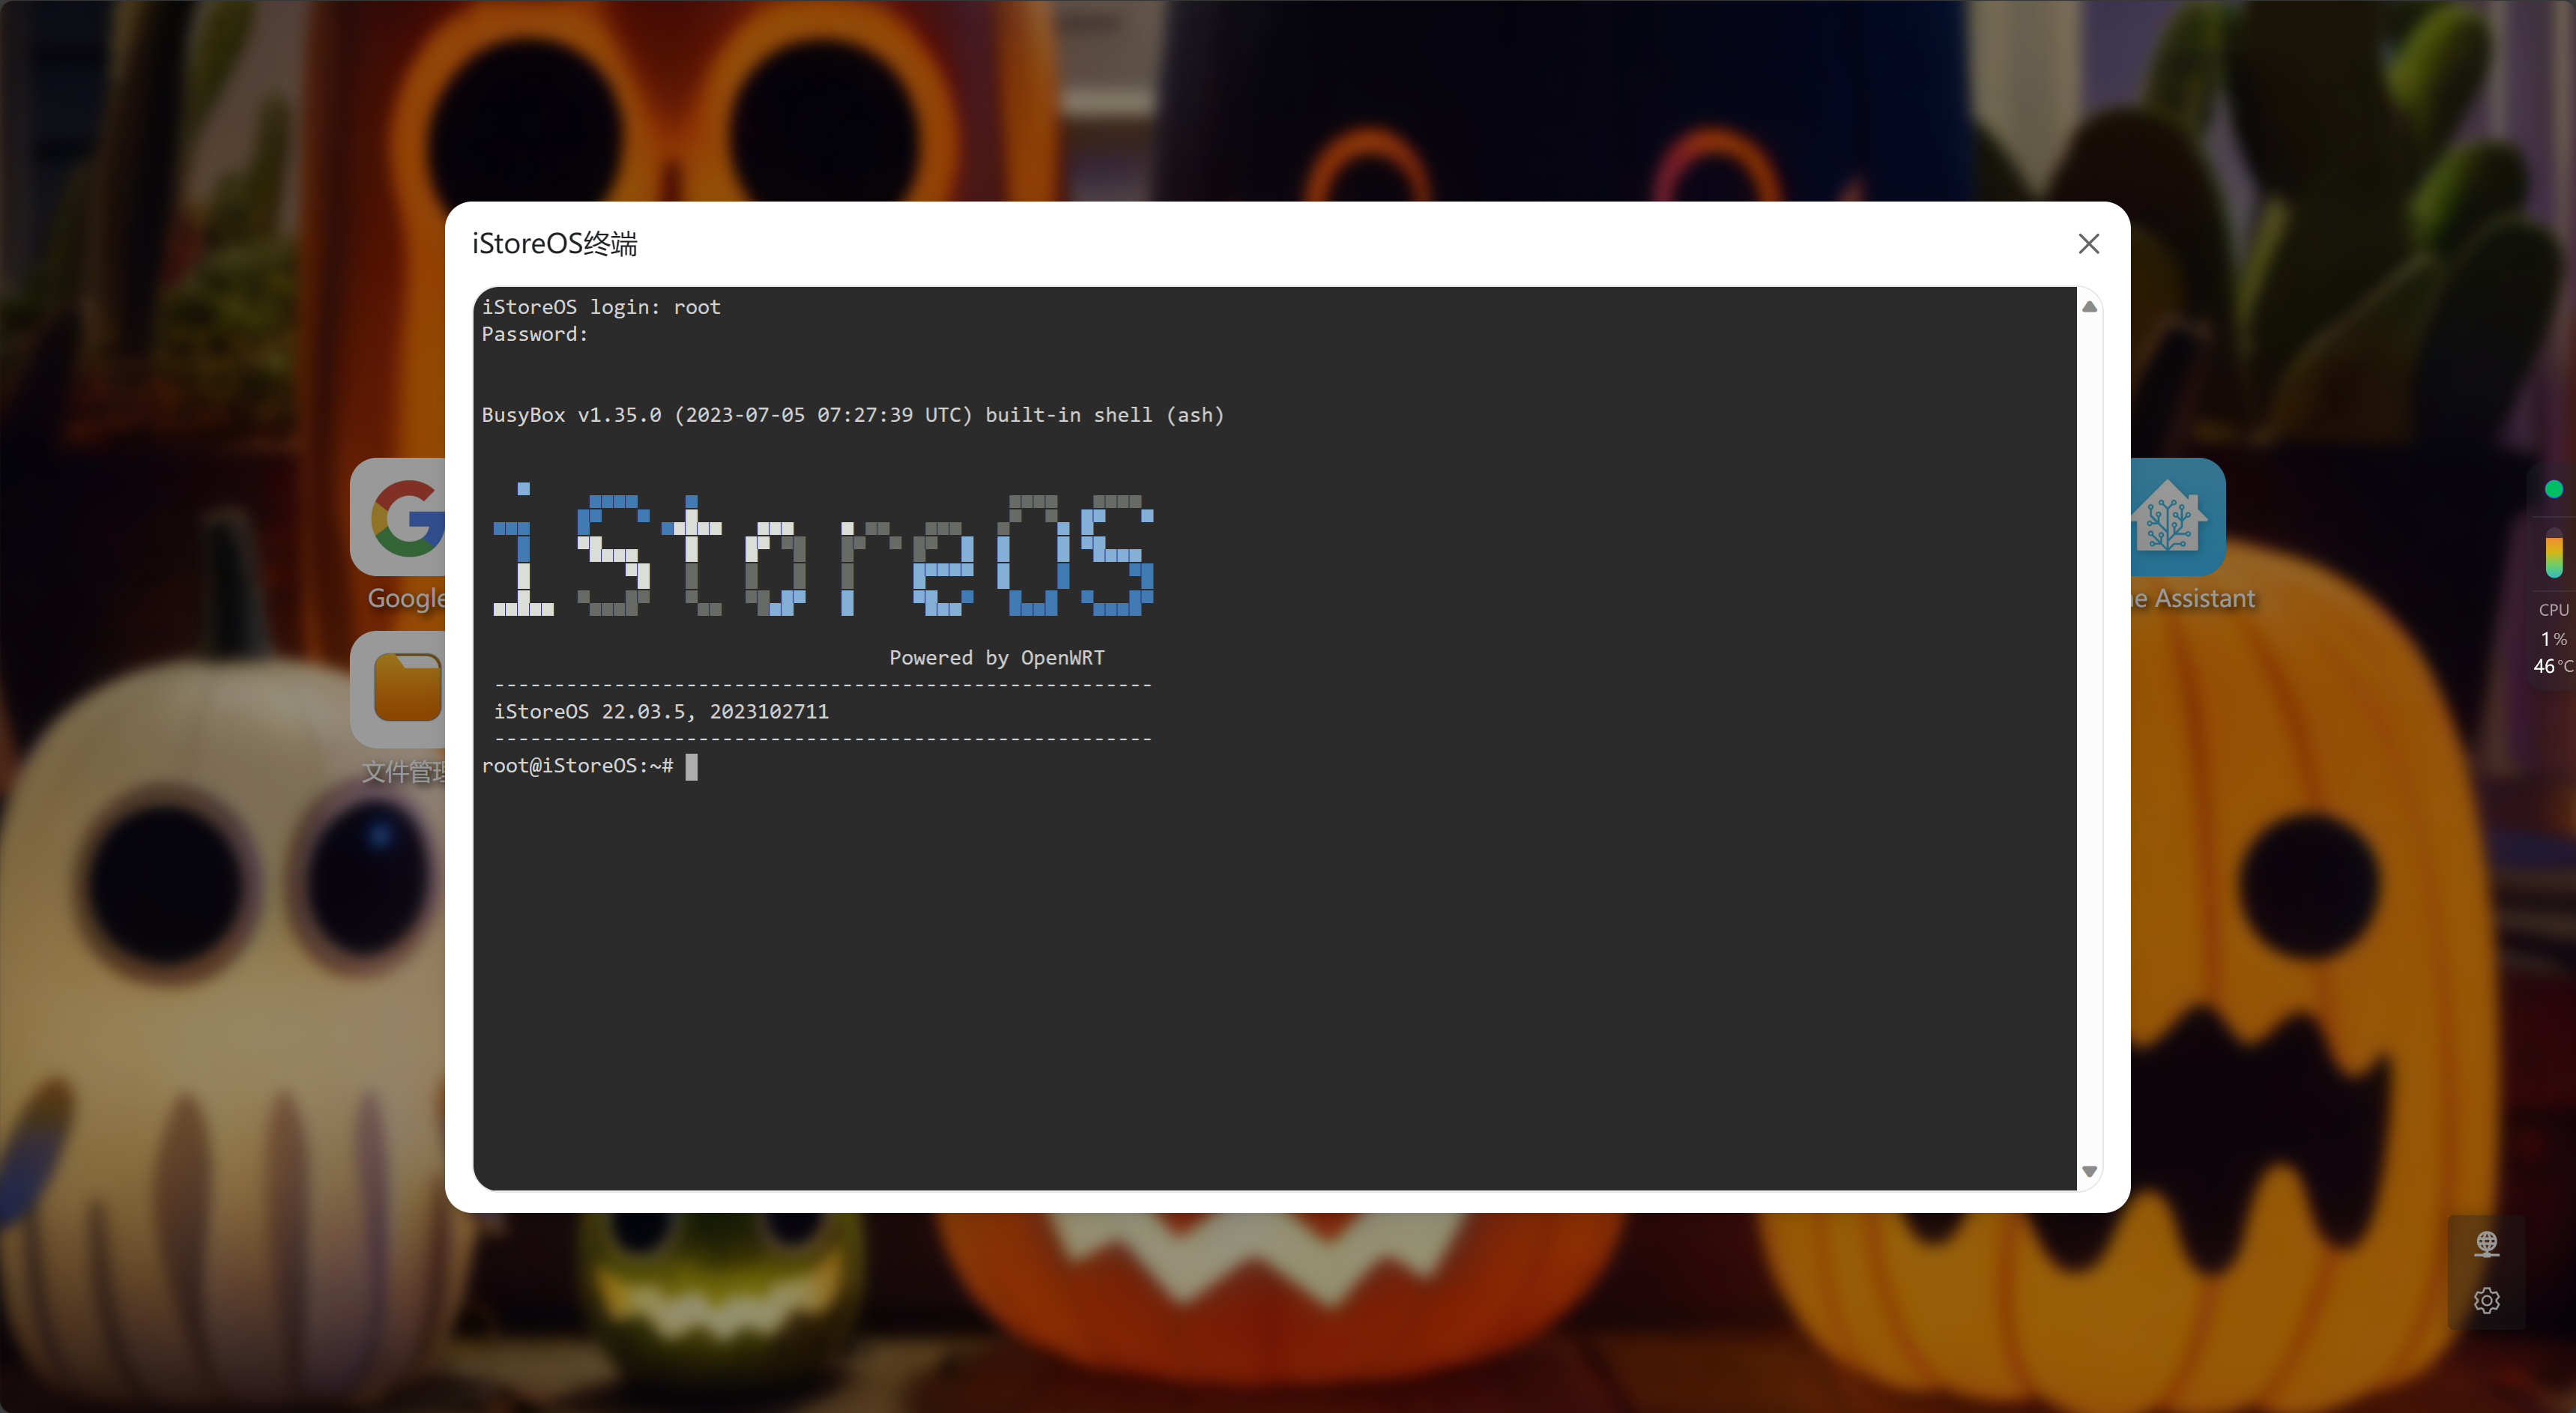 iStoreOS终端
iStoreOS login: root
Password:
BusyBox v1.35.0 (2023-07-05 07:27:39 UTC) built-in shell (ash)
iStoreOS
Powered by OpenWRT
-------------------------------------------------------
iStoreOS 22.03.5, 2023102711
-------------------------------------------------------
root@iStoreOS:~#
Google
文件管理
Assistant
CPU
1%
46°C